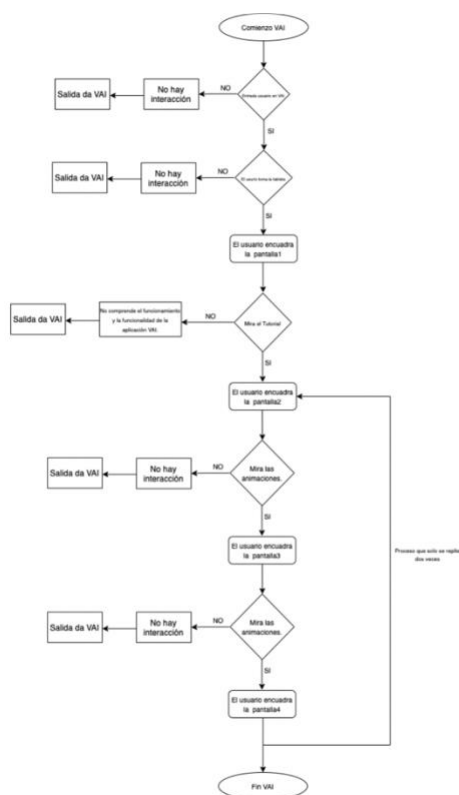 Comienzo VAI
Salida da VAI
No hay
interacción
NO
Entrada usuario en VAI
SI
Salida da VAI
No hay
interacción
NO
SI
El usuario encuadra
la pantalla1
Salida da VAI
No comprende el funcionamiento
y la funcionalidad de la
aplicación VAI.
NO
Mira el Tutorial
SI
El usuario encuadra
la pantalla2
Salida da VAI
No hay
interacción
NO
Mira las
animaciones.
SI
El usuario encuadra
la pantalla3
Proceso que solo se repite
dos veces
Salida da VAI
No hay
interacción
NO
Mira las
animaciones.
SI
El usuario encuadra
la pantalla4
Fin VAI